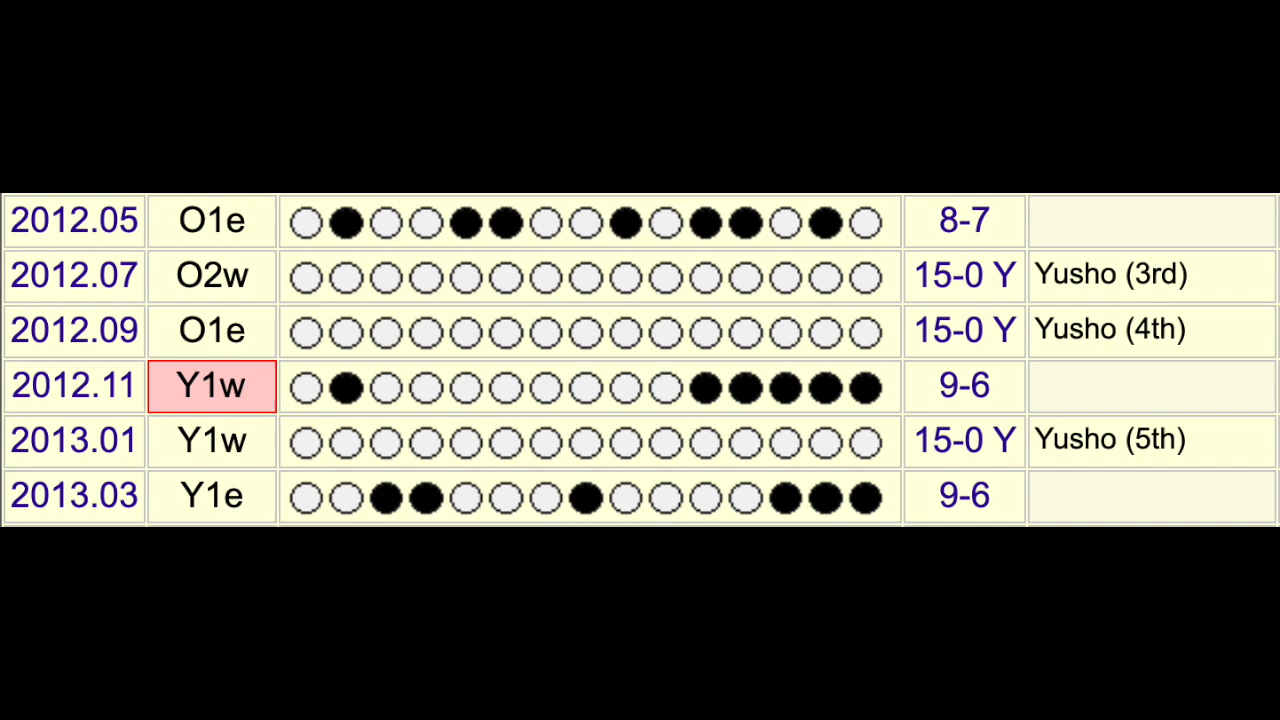 2012.05 O1e 8-7
2012.07 O2w 15-0 Y Yusho (3rd)
2012.09 O1e 15-0 Y Yusho (4th)
2012.11 Y1w 9-6
2013.01 Y1w 15-0 Y Yusho (5th)
2013.03 Y1e 9-6